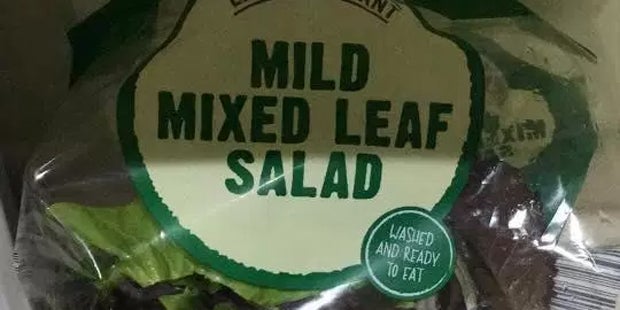 MILD
MIXED LEAF
SALAD
WASHED
AND READY
TO EAT